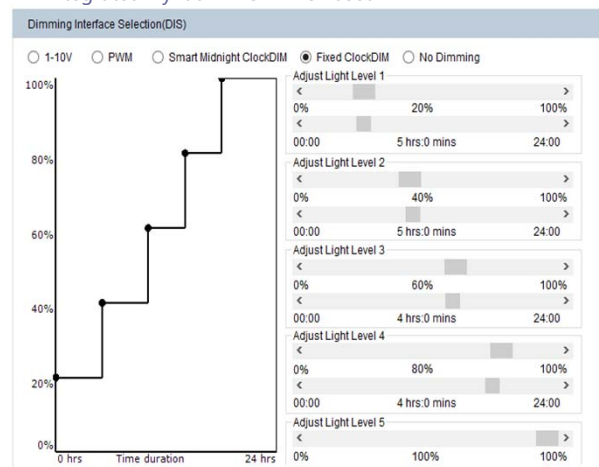 Dimming Interface Selection(DIS)
1-10V PWM Smart Midnight ClockDIM Fixed ClockDIM No Dimming
100%
80%
60%
40%
20%
0%
0 hrs Time duration 24 hrs
Adjust Light Level 1
0% 20% 100%
00:00 5 hrs:0 mins 24:00
Adjust Light Level 2
0% 40% 100%
00:00 5 hrs:0 mins 24:00
Adjust Light Level 3
0% 60% 100%
00:00 4 hrs:0 mins 24:00
Adjust Light Level 4
0% 80% 100%
00:00 4 hrs:0 mins 24:00
Adjust Light Level 5
0% 100% 100%